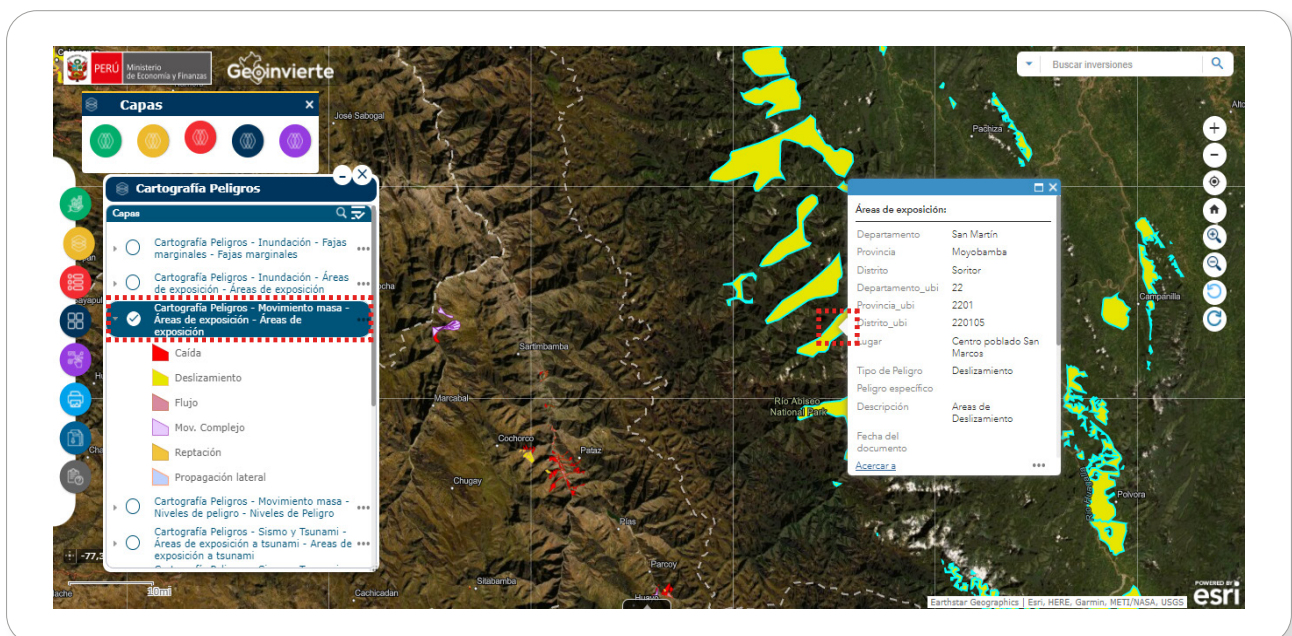 PERÚ
Ministerio
de Economía y Finanzas
Geoinvierte
Buscar inversiones
Capas
José Sabogal
Pachiza
Cartografía Peligros
Capas
Cartografía Peligros - Inundación - Fajas
marginales - Fajas marginales
Cartografía Peligros - Inundación - Áreas
de exposición - Áreas de exposición
Cartografía Peligros - Movimiento masa -
Áreas de exposición - Áreas de
exposición
Caída
Deslizamiento
Flujo
Mov. Complejo
Reptación
Propagación lateral
Cartografía Peligros - Movimiento masa -
Niveles de peligro - Niveles de Peligro
Cartografía Peligros - Sismo y Tsunami -
Áreas de exposición a tsunami - Areas de
exposición a tsunami
Áreas de exposición:
Departamento San Martín
Provincia Moyobamba
Distrito Soritor
Departamento_ubi 22
Provincia_ubi 2201
Distrito_ubi 220105
Lugar Centro poblado San
Marcos
Tipo de Peligro Deslizamiento
Peligro específico
Descripción Areas de
Deslizamiento
Fecha del
documento
Acercar a
Campanilla
Sartimbamba
Marcabal
Río Abiseo
National Park
Cochorco
Pataz
Chugay
Polvora
Pías
Parcoy
Sitabamba
Cachicadan
-77,3
10mi
Earthstar Geographics | Esri, HERE, Garmin, METI/NASA, USGS
POWERED BY
esri